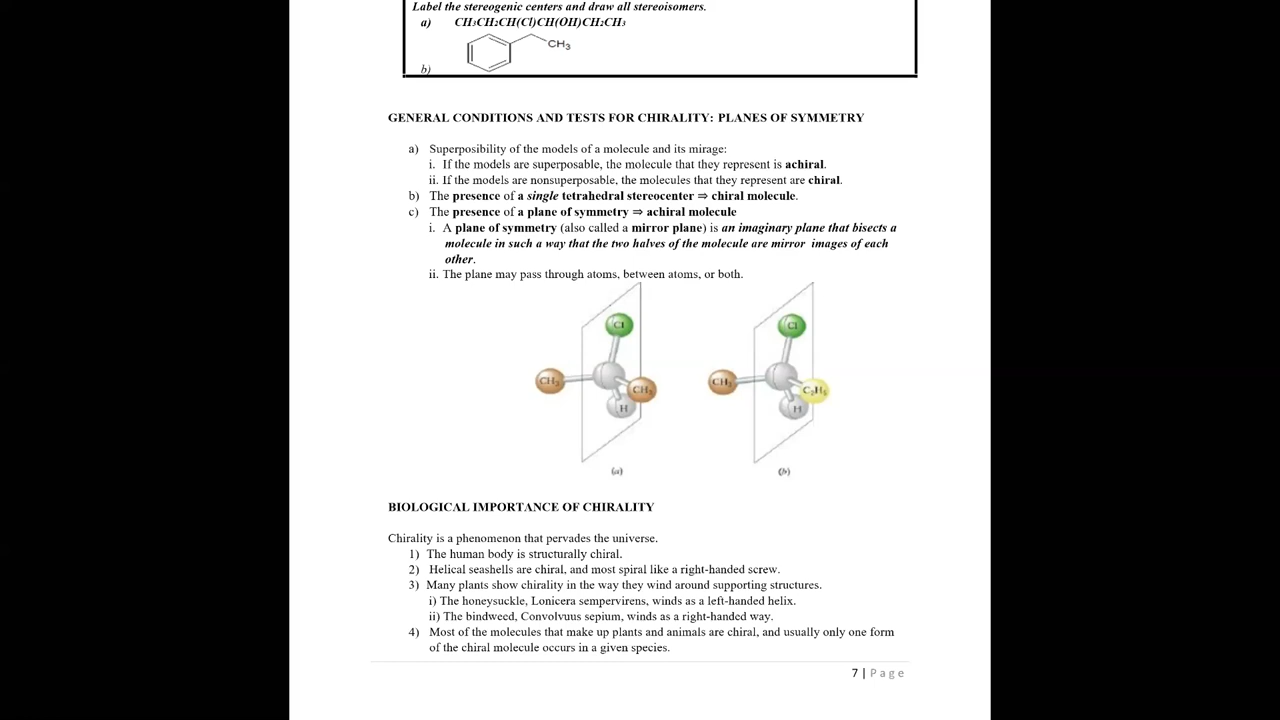 Label the stereogenic centers and draw all stereoisomers.
a) CH₃CH₂CH(Cl)CH(OH)CH₂CH₃
CH₃
b)
GENERAL CONDITIONS AND TESTS FOR CHIRALITY: PLANES OF SYMMETRY
a) Superposibility of the models of a molecule and its mirage:
i. If the models are superposable, the molecule that they represent is achiral.
ii. If the models are nonsuperposable, the molecules that they represent are chiral.
b) The presence of a single tetrahedral stereocenter ⇒ chiral molecule.
c) The presence of a plane of symmetry ⇒ achiral molecule
i. A plane of symmetry (also called a mirror plane) is an imaginary plane that bisects a
molecule in such a way that the two halves of the molecule are mirror images of each
other.
ii. The plane may pass through atoms, between atoms, or both.
Cl Cl
CH₃ CH₃ CH₃ C₂H₅
H H
(a) (b)
BIOLOGICAL IMPORTANCE OF CHIRALITY
Chirality is a phenomenon that pervades the universe.
1) The human body is structurally chiral.
2) Helical seashells are chiral, and most spiral like a right-handed screw.
3) Many plants show chirality in the way they wind around supporting structures.
i) The honeysuckle, Lonicera sempervirens, winds as a left-handed helix.
ii) The bindweed, Convolvuus sepium, winds as a right-handed way.
4) Most of the molecules that make up plants and animals are chiral, and usually only one form
of the chiral molecule occurs in a given species.
7 | Page